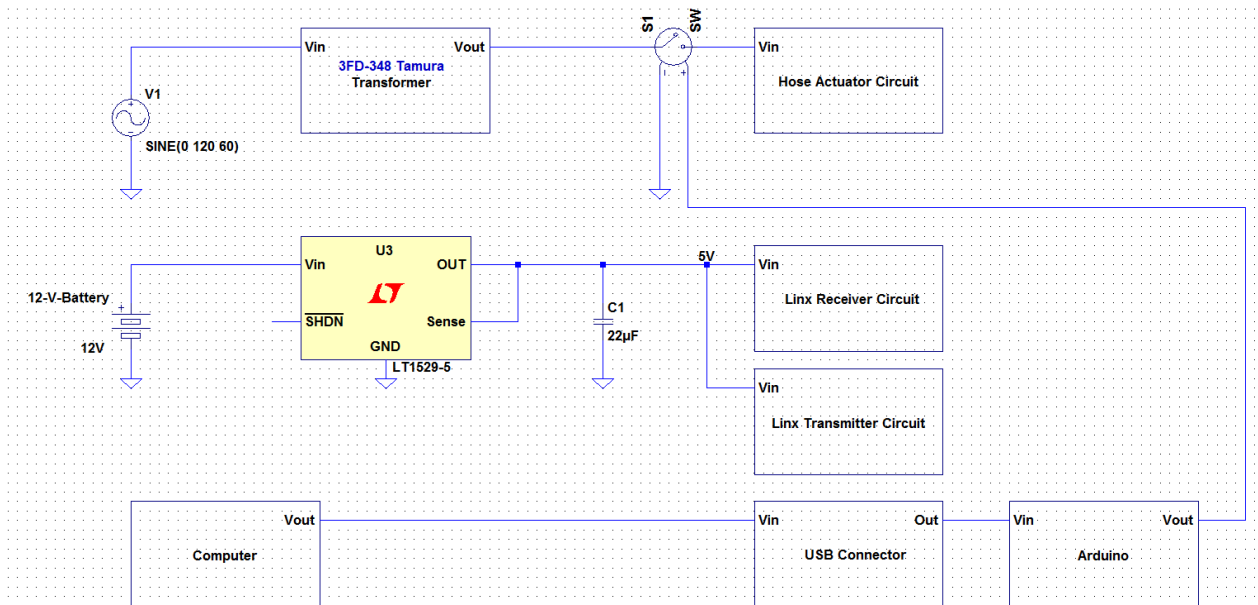 S1
SW
Vin
Vout
3FD-348 Tamura
Transformer
Vin
Hose Actuator Circuit
V1
+
-
SINE(0 120 60)
- +
U3
Vin
OUT
SHDN
Sense
GND
LT1529-5
12-V-Battery
+
12V
C1
22µF
5V
Vin
Linx Receiver Circuit
Vin
Linx Transmitter Circuit
Vout
Computer
Vin
Out
USB Connector
Vin
Vout
Arduino